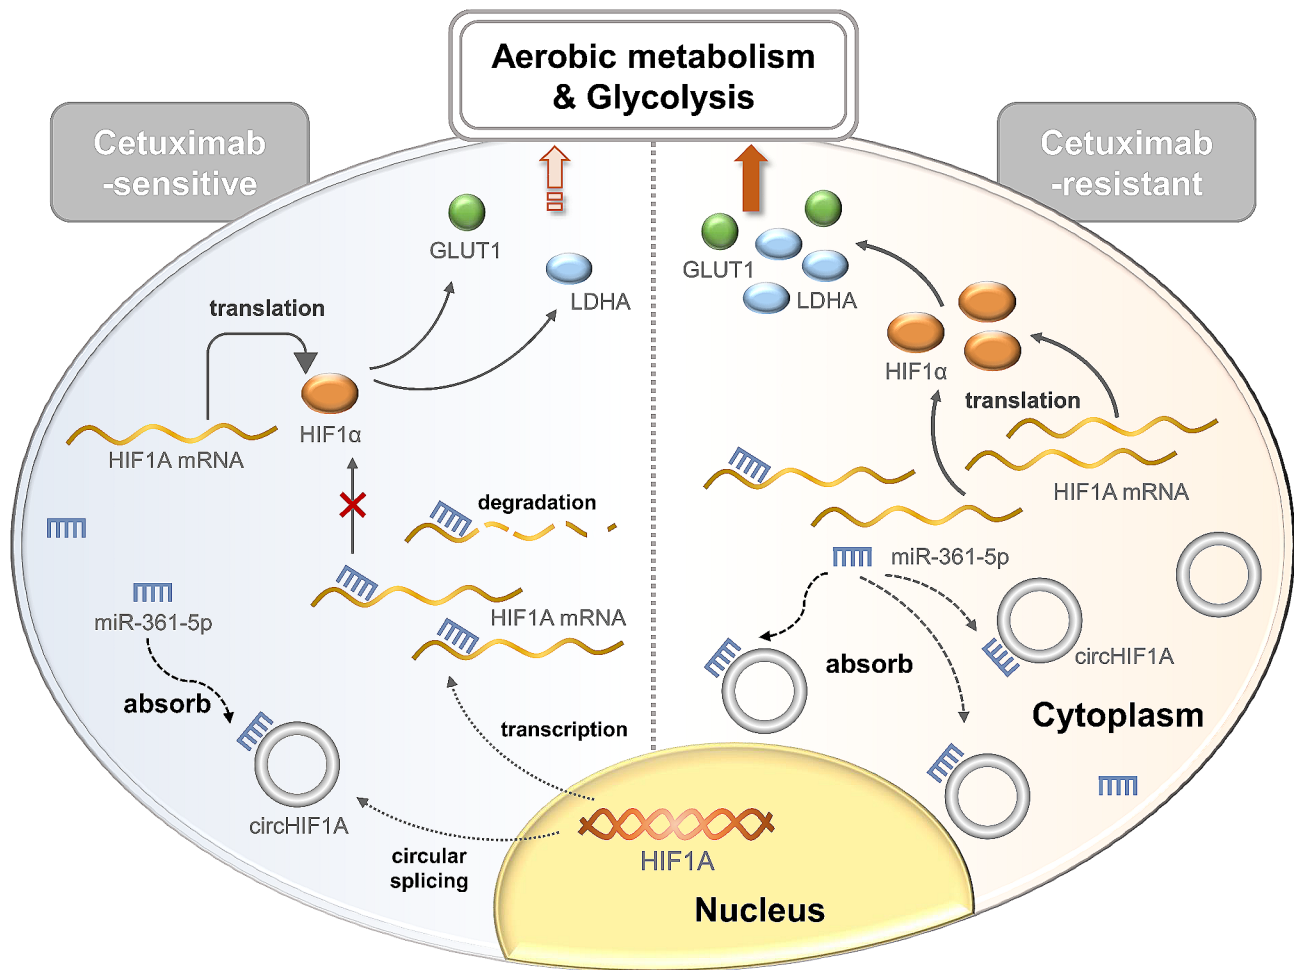 Aerobic metabolism
& Glycolysis
Cetuximab
-sensitive
Cetuximab
-resistant
GLUT1
LDHA
translation
HIF1α
HIF1A mRNA
degradation
HIF1A mRNA
miR-361-5p
absorb
transcription
circHIF1A
circular
splicing
GLUT1
LDHA
HIF1α
translation
HIF1A mRNA
miR-361-5p
absorb
circHIF1A
Cytoplasm
HIF1A
Nucleus